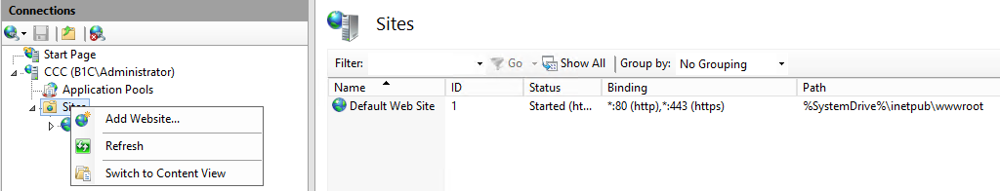 Connections
Start Page
CCC (B1C\Administrator)
Application Pools
Sites
Add Website...
Refresh
Switch to Content View
Sites
Filter: Go Show All Group by: No Grouping
Name ID Status Binding Path
Default Web Site 1 Started (ht... *:80 (http),*:443 (https) %SystemDrive%\inetpub\wwwroot